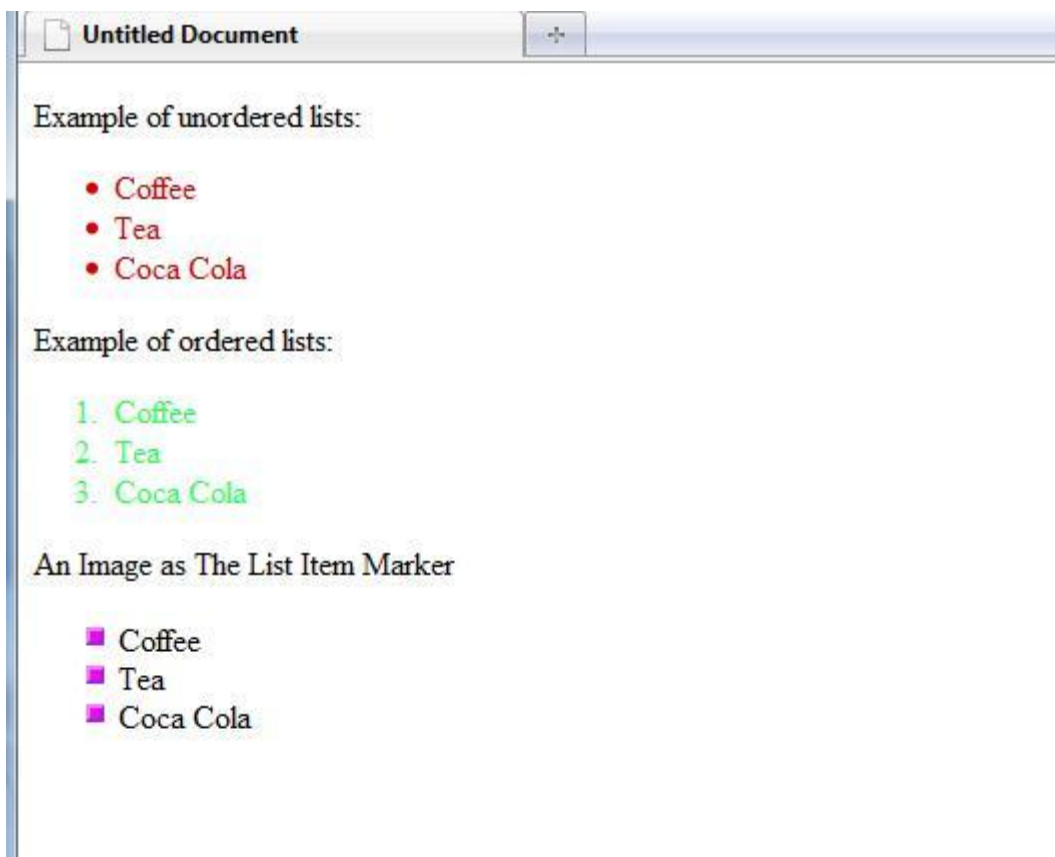 Untitled Document
Example of unordered lists:
• Coffee
• Tea
• Coca Cola
Example of ordered lists:
1. Coffee
2. Tea
3. Coca Cola
An Image as The List Item Marker
Coffee
Tea
Coca Cola